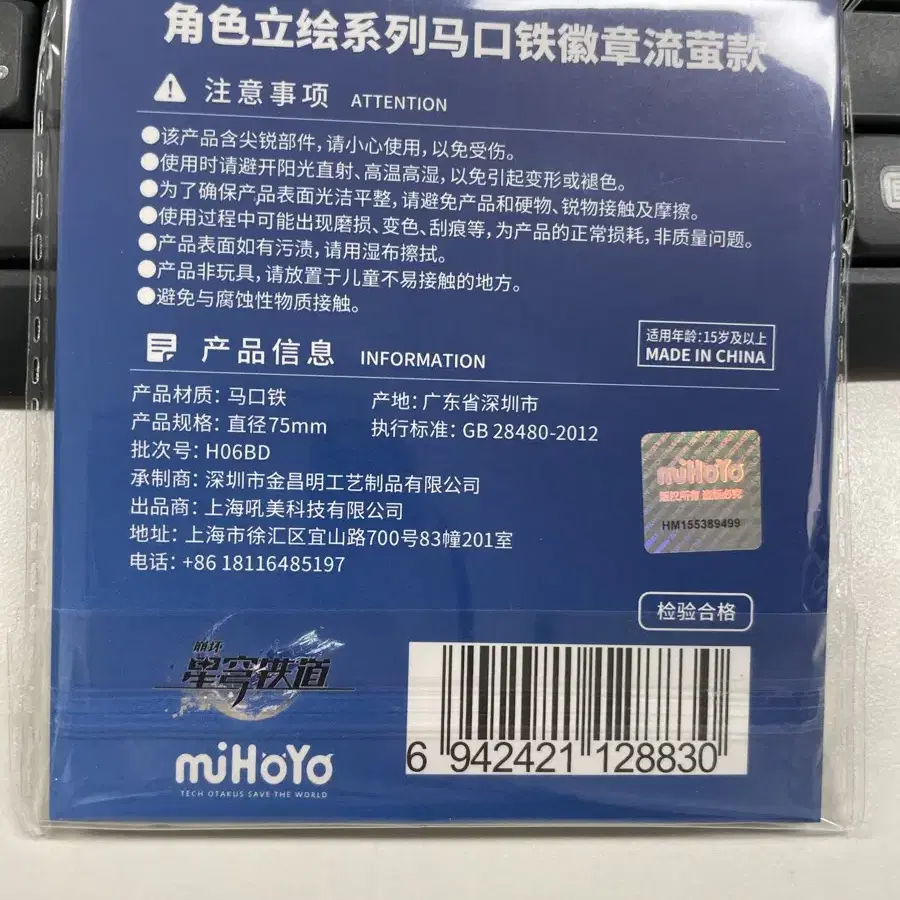 角色立绘系列马口铁徽章流萤款
注意事项 ATTENTION
●该产品含尖锐部件,请小心使用,以免受伤。
●使用时请避开阳光直射、高温高湿,以免引起变形或褪色。
●为了确保产品表面光洁平整,请避免产品和硬物、锐物接触及摩擦。
●使用过程中可能出现磨损、变色、刮痕等,为产品的正常损耗,非质量问题。
●产品表面如有污渍,请用湿布擦拭。
●产品非玩具,请放置于儿童不易接触的地方。
●避免与腐蚀性物质接触。
产品信息 INFORMATION
适用年龄:15岁及以上
MADE IN CHINA
产品材质: 马口铁
产地: 广东省深圳市
产品规格: 直径75mm
执行标准: GB 28480-2012
批次号: H06BD
承制商: 深圳市金昌明工艺制品有限公司
出品商: 上海吼美科技有限公司
地址: 上海市徐汇区宜山路700号83幢201室
电话: +86 18116485197
miHoYo
版权所有 盗版必究
HM155389499
检验合格
崩坏
星穹铁道
miHoYo
TECH OTAKUS SAVE THE WORLD
6 942421 128830